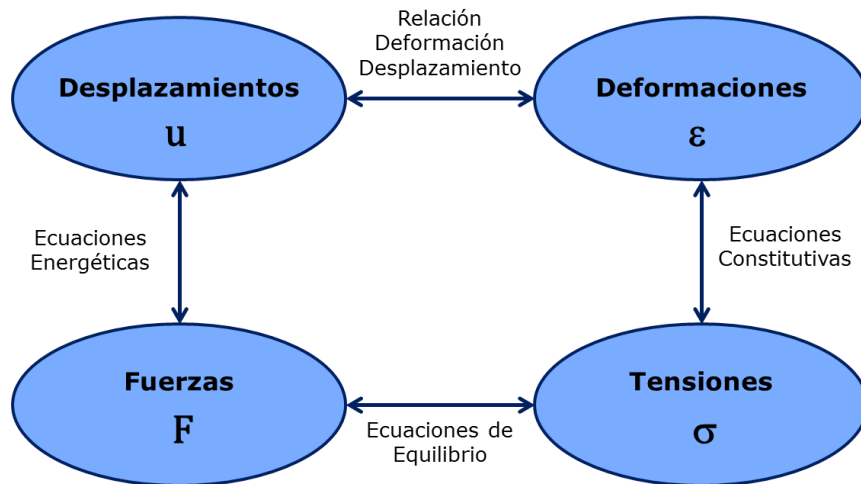 Relación
Deformación
Desplazamiento
Desplazamientos
u
Deformaciones
ε
Ecuaciones
Energéticas
Ecuaciones
Constitutivas
Fuerzas
F
Tensiones
σ
Ecuaciones de
Equilibrio